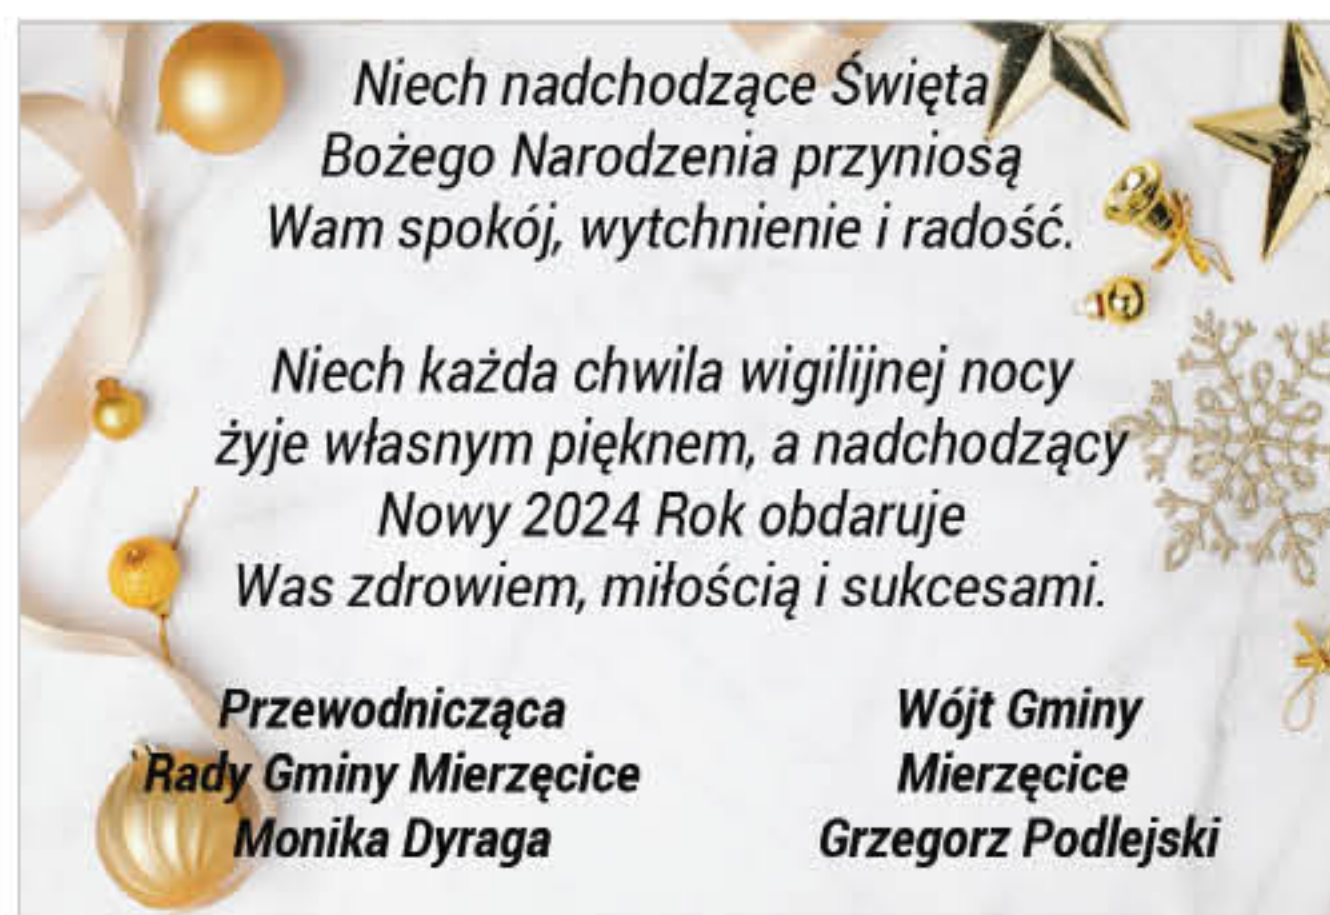 Niech nadchodzące Święta
Bożego Narodzenia przyniosą
Wam spokój, wytchnienie i radość.
Niech każda chwila wigilijnej nocy
żyje własnym pięknem, a nadchodzący
Nowy 2024 Rok obdaruje
Was zdrowiem, miłością i sukcesami.
Przewodnicząca
Rady Gminy Mierzęcice
Monika Dyraga
Wójt Gminy
Mierzęcice
Grzegorz Podlejski